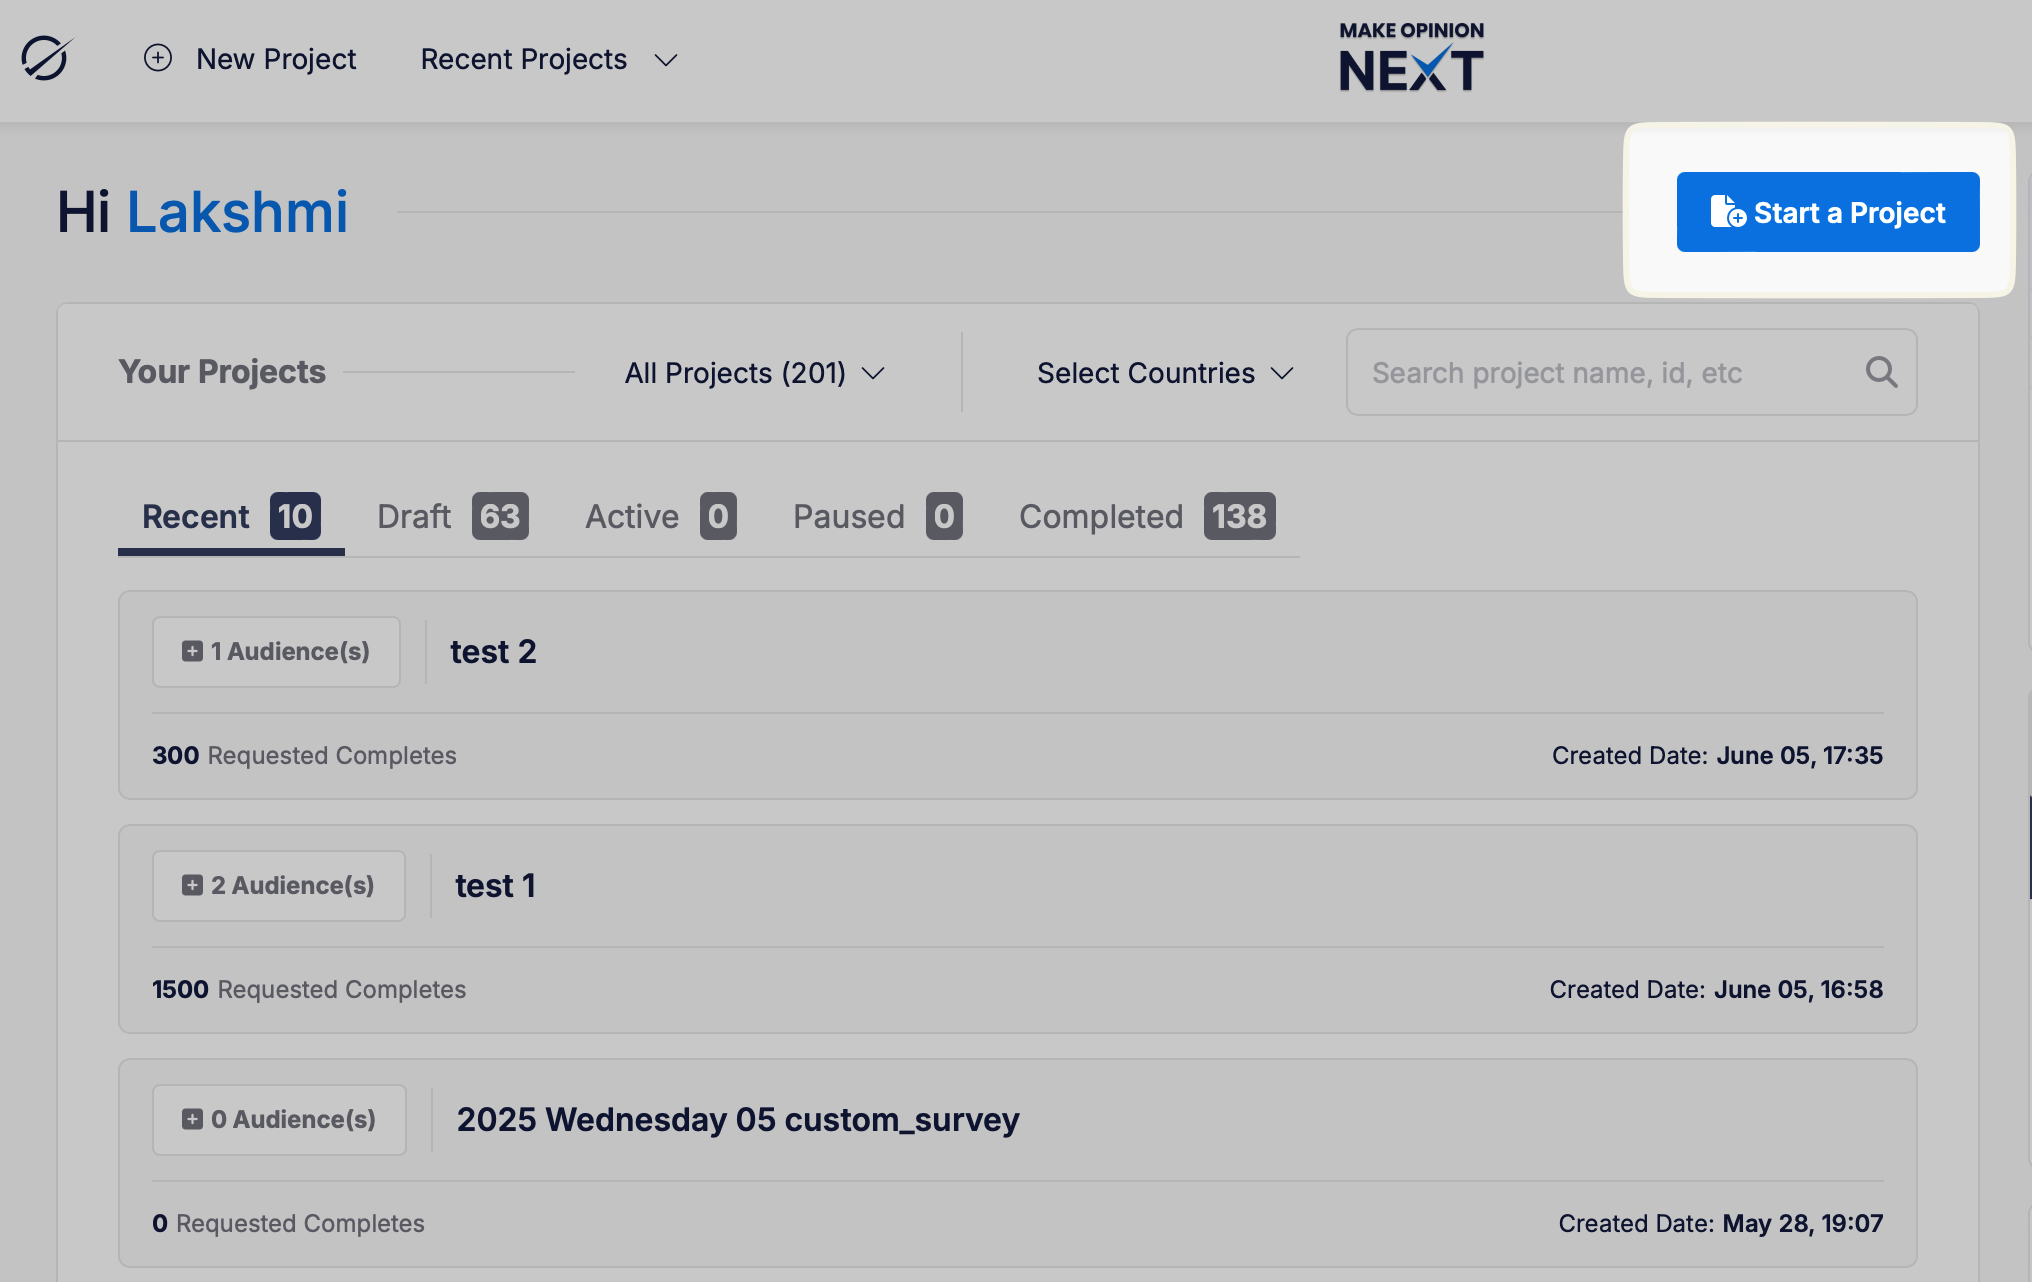 New Project
Recent Projects
MAKE OPINION
NEXT
Hi Lakshmi
Start a Project
Your Projects
All Projects (201)
Select Countries
Search project name, id, etc
Recent 10
Draft 63
Active 0
Paused 0
Completed 138
1 Audience(s)
test 2
300 Requested Completes
Created Date: June 05, 17:35
2 Audience(s)
test 1
1500 Requested Completes
Created Date: June 05, 16:58
0 Audience(s)
2025 Wednesday 05 custom_survey
0 Requested Completes
Created Date: May 28, 19:07